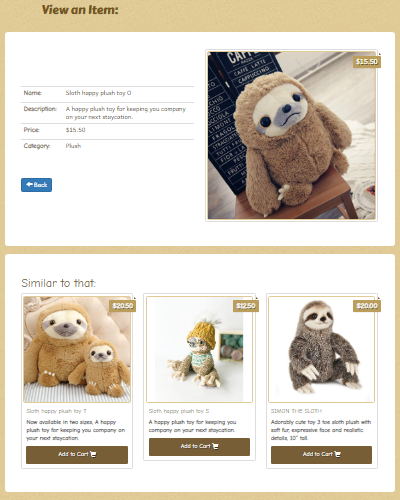 View an Item:
$15.50
Name: Sloth happy plush toy O
Description: A happy plush toy for keeping you company
on your next staycation.
Price: $15.50
Category: Plush
Back
CAFFÈ
CAPPUCCINO
Similar to that:
$20.50
$12.50
$20.00
Sloth happy plush toy T
Now available in two sizes, A happy
plush toy for keeping you company on
your next staycation.
Add to Cart
Sloth happy plush toy S
A happy plush toy for keeping you
company on your next staycation.
Add to Cart
SIMON THE SLOTH
Adorably cute toy 3 toe sloth plush with
soft fur, expressive face and realistic
details, 10" tall.
Add to Cart